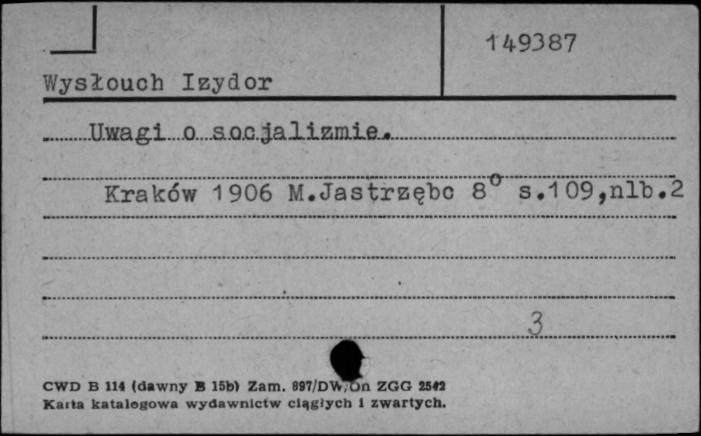 149387
Wysłouch Izydor
Uwagi o socjalizmie.
Kraków 1906 M.Jastrzębc 8° s.109,nlb.2
3
CWD B 114 (dawny B 15b) Zam. 897/DW/On ZGG 2542
Karta katalogowa wydawnictw ciągłych i zwartych.